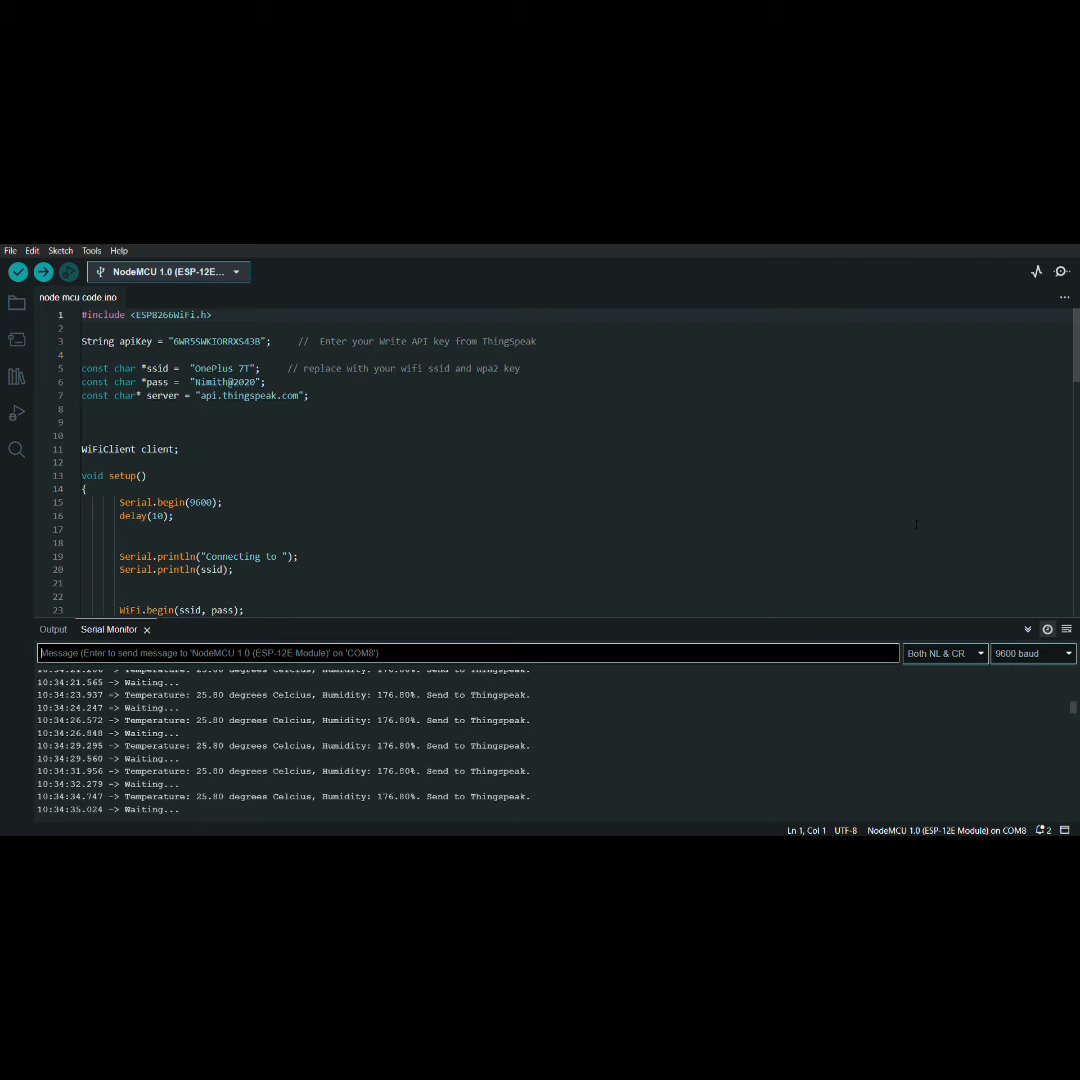 File Edit Sketch Tools Help
NodeMCU 1.0 (ESP-12E...
node mcu code.ino
1 #include <ESP8266WiFi.h>
2
3 String apiKey = "6WR5SWKIORRXS43B"; // Enter your Write API key from ThingSpeak
4
5 const char *ssid = "OnePlus 7T"; // replace with your wifi ssid and wpa2 key
6 const char *pass = "Nimith@2020";
7 const char* server = "api.thingspeak.com";
8
9
10
11 WiFiClient client;
12
13 void setup()
14 {
15 Serial.begin(9600);
16 delay(10);
17
18
19 Serial.println("Connecting to ");
20 Serial.println(ssid);
21
22
23 WiFi.begin(ssid, pass);
Output Serial Monitor
Message (Enter to send message to 'NodeMCU 1.0 (ESP-12E Module)' on 'COM8') Both NL & CR 9600 baud
-> Temperature: 25.80 degrees Celcius, Humidity: 176.80%. Send to Thingspeak.
10:34:21.565 -> Waiting...
10:34:23.937 -> Temperature: 25.80 degrees Celcius, Humidity: 176.80%. Send to Thingspeak.
10:34:24.247 -> Waiting...
10:34:26.572 -> Temperature: 25.80 degrees Celcius, Humidity: 176.80%. Send to Thingspeak.
10:34:26.848 -> Waiting...
10:34:29.295 -> Temperature: 25.80 degrees Celcius, Humidity: 176.80%. Send to Thingspeak.
10:34:29.560 -> Waiting...
10:34:31.956 -> Temperature: 25.80 degrees Celcius, Humidity: 176.80%. Send to Thingspeak.
10:34:32.279 -> Waiting...
10:34:34.747 -> Temperature: 25.80 degrees Celcius, Humidity: 176.80%. Send to Thingspeak.
10:34:35.024 -> Waiting...
Ln 1, Col 1 UTF-8 NodeMCU 1.0 (ESP-12E Module) on COM8 2